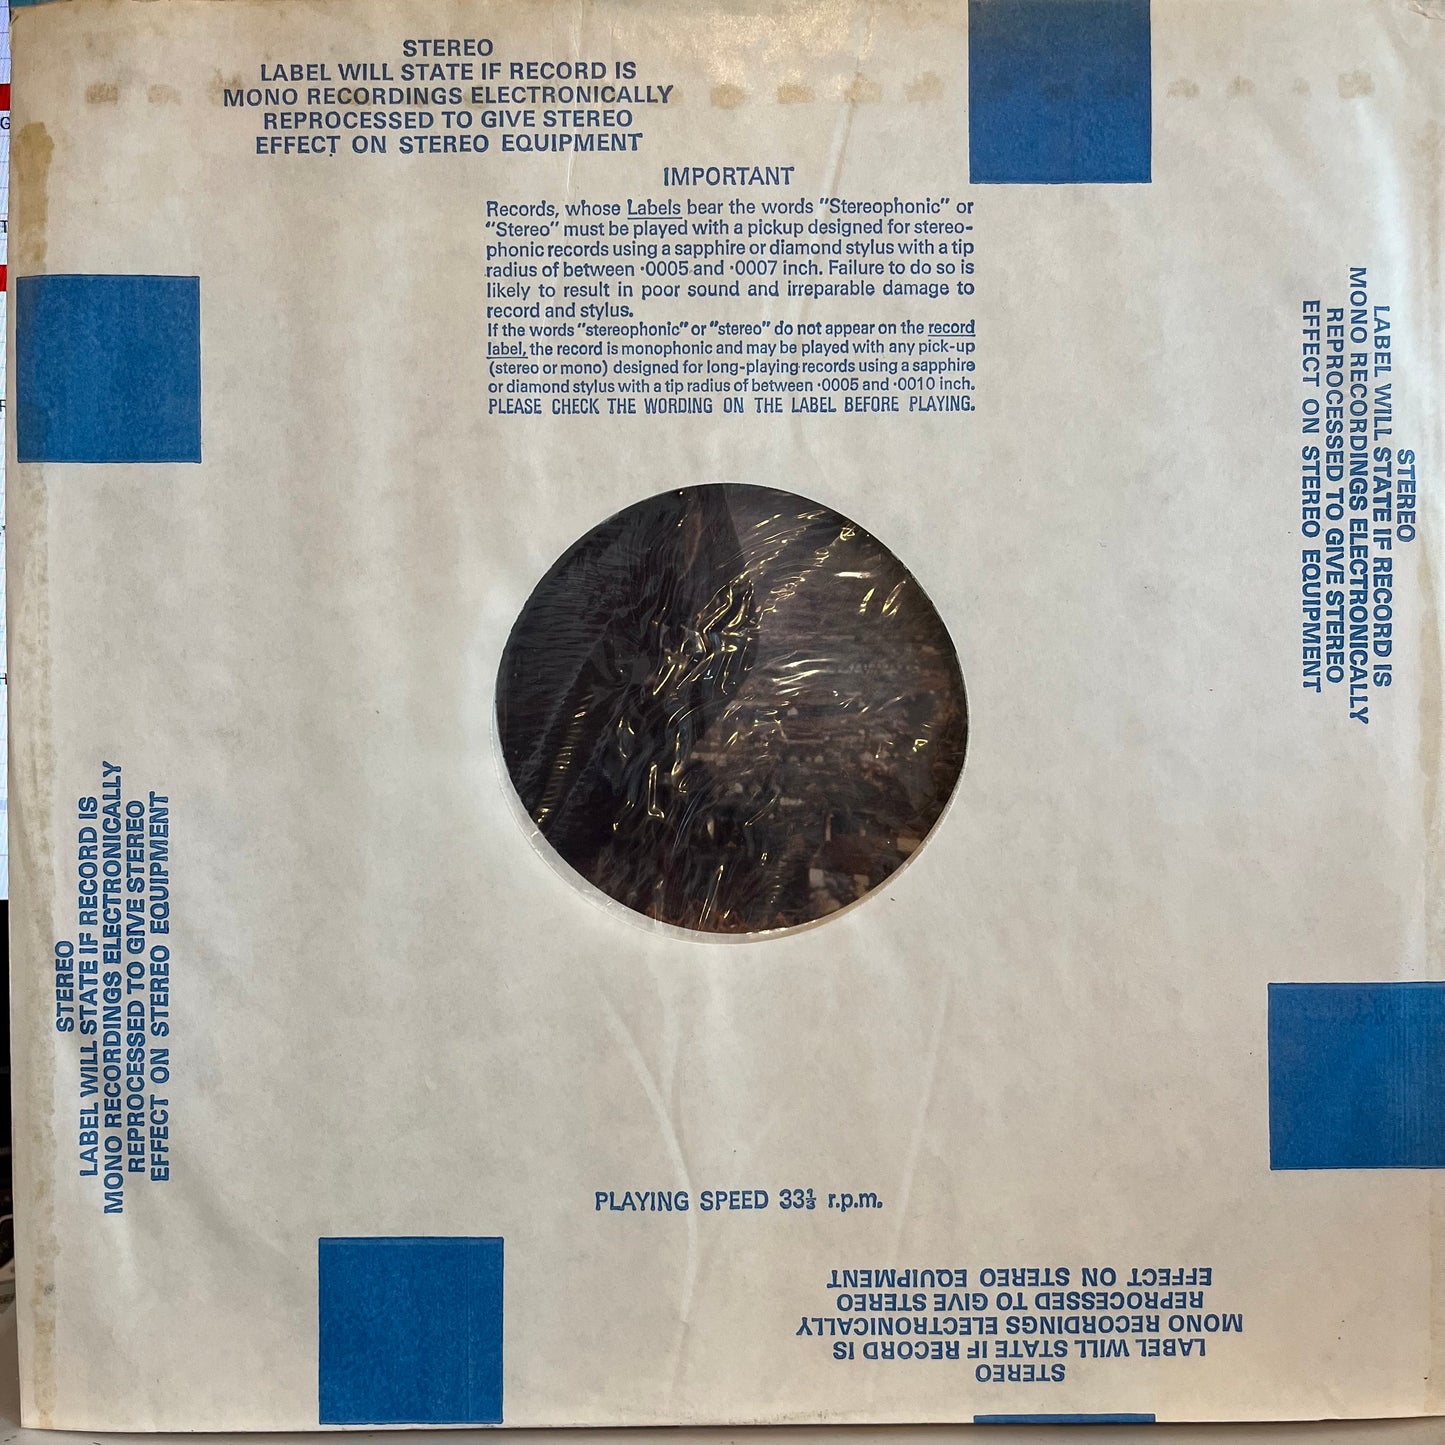 STEREO
LABEL WILL STATE IF RECORD IS
MONO RECORDINGS ELECTRONICALLY
REPROCESSED TO GIVE STEREO
EFFECT ON STEREO EQUIPMENT
IMPORTANT
Records, whose Labels bear the words "Stereophonic" or
"Stereo" must be played with a pickup designed for stereo-
phonic records using a sapphire or diamond stylus with a tip
radius of between ·0005 and ·0007 inch. Failure to do so is
likely to result in poor sound and irreparable damage to
record and stylus.
If the words "stereophonic" or "stereo" do not appear on the record
label, the record is monophonic and may be played with any pick-up
(stereo or mono) designed for long-playing records using a sapphire
or diamond stylus with a tip radius of between ·0005 and ·0010 inch.
PLEASE CHECK THE WORDING ON THE LABEL BEFORE PLAYING.
STEREO
LABEL WILL STATE IF RECORD IS
MONO RECORDINGS ELECTRONICALLY
REPROCESSED TO GIVE STEREO
EFFECT ON STEREO EQUIPMENT
STEREO
LABEL WILL STATE IF RECORD IS
MONO RECORDINGS ELECTRONICALLY
REPROCESSED TO GIVE STEREO
EFFECT ON STEREO EQUIPMENT
PLAYING SPEED 33⅓ r.p.m.
STEREO
LABEL WILL STATE IF RECORD IS
MONO RECORDINGS ELECTRONICALLY
REPROCESSED TO GIVE STEREO
EFFECT ON STEREO EQUIPMENT